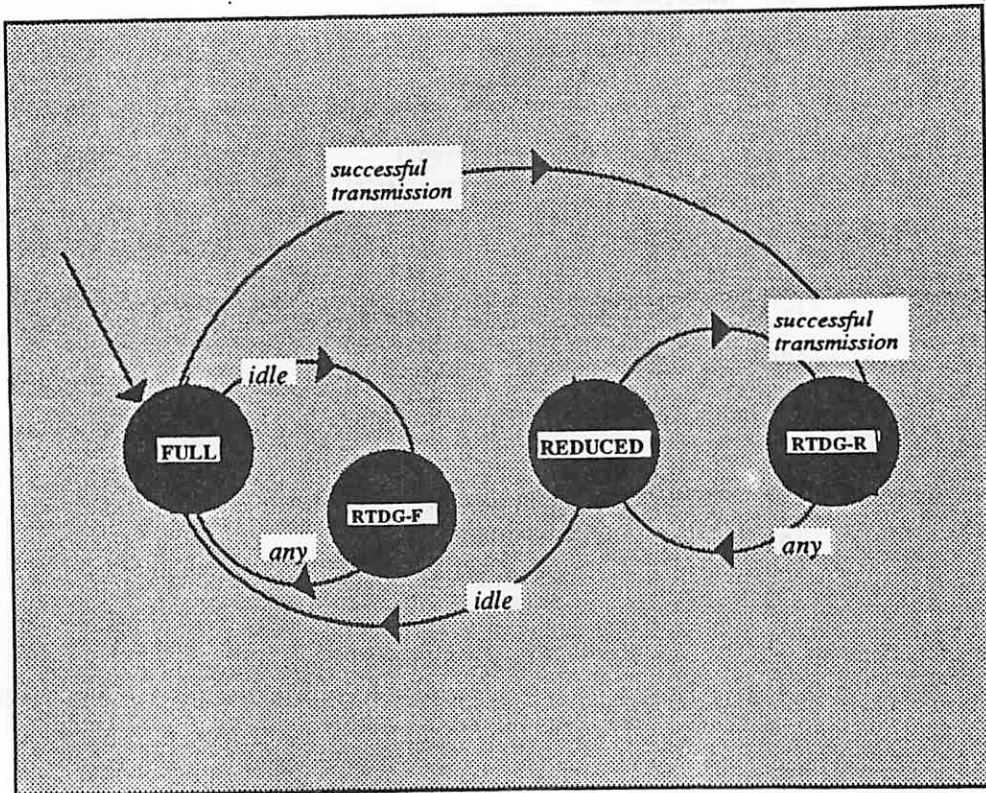 successful
transmission
successful
transmission
idle
FULL
REDUCED
RTDG-R
RTDG-F
any
any
idle